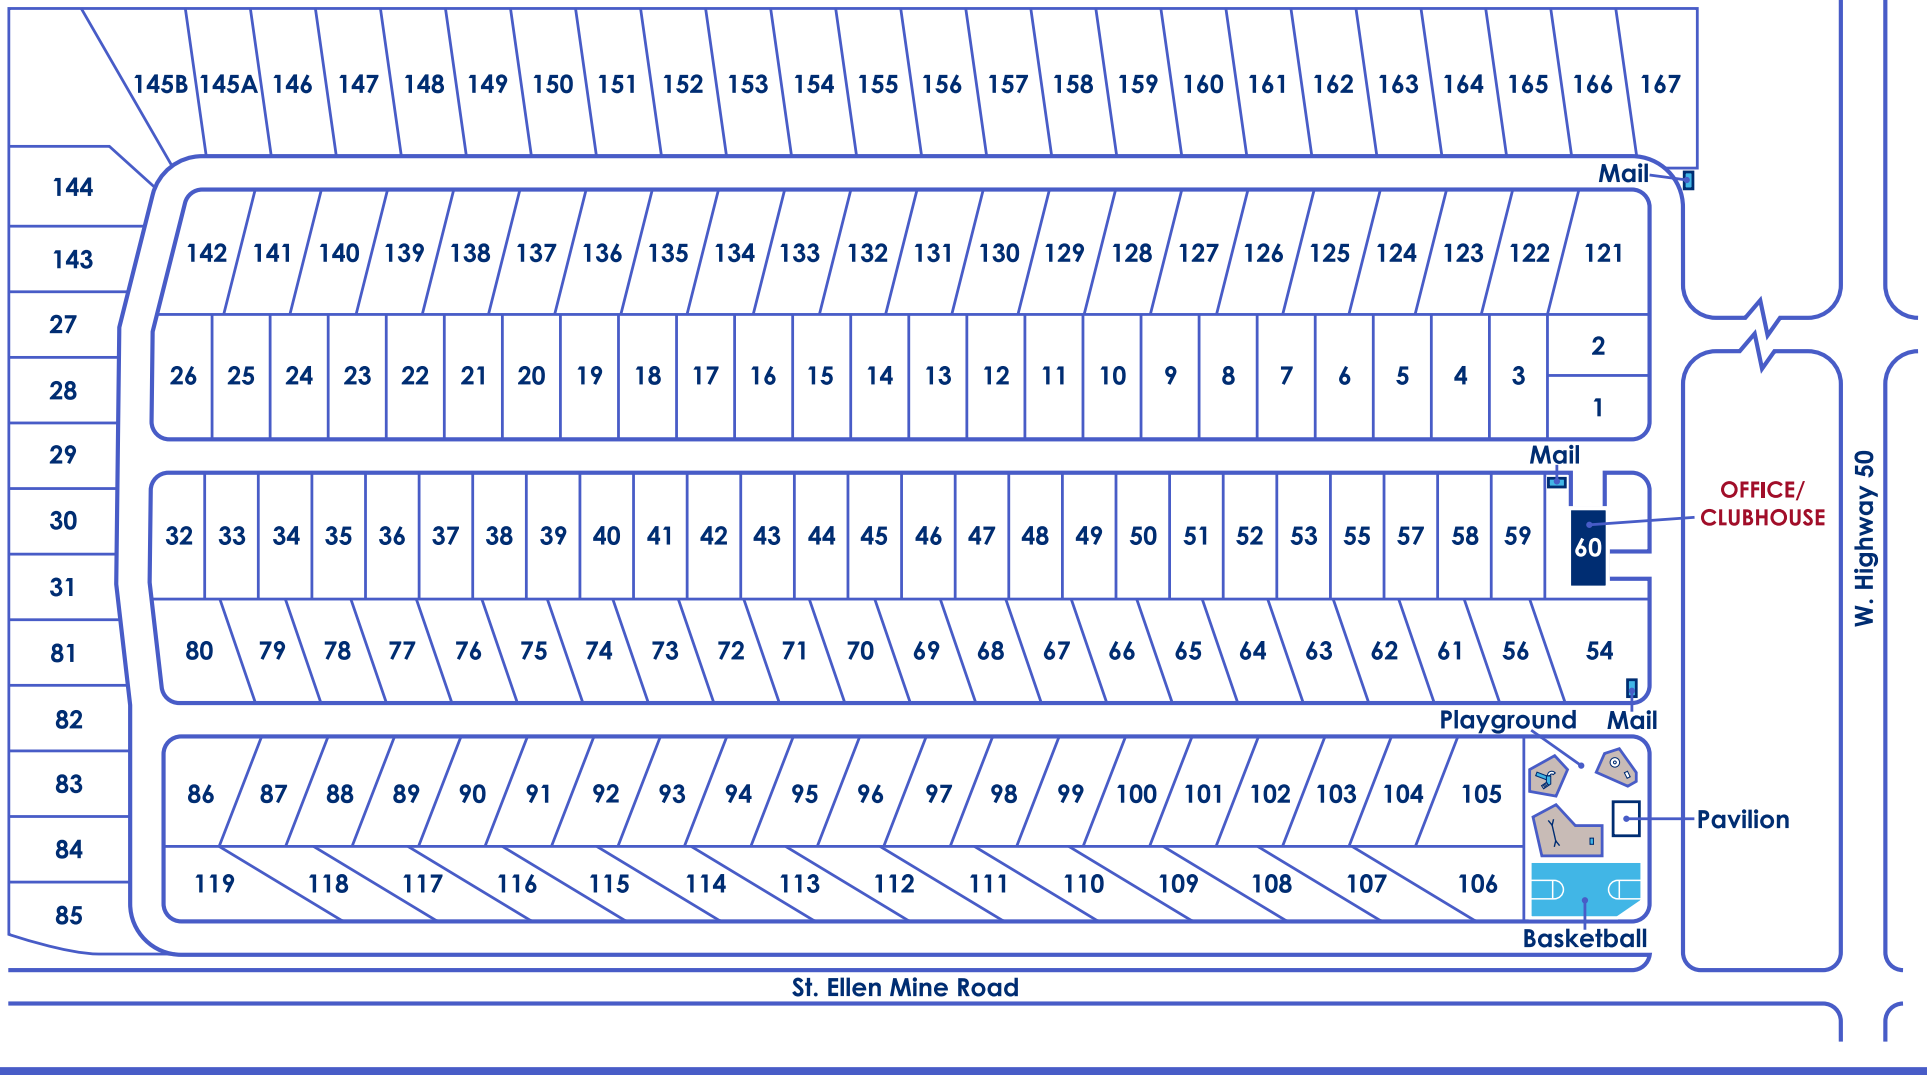 145B 145A 146 147 148 149 150 151 152 153 154 155 156 157 158 159 160 161 162 163 164 165 166 167
Mail
144
142 141 140 139 138 137 136 135 134 133 132 131 130 129 128 127 126 125 124 123 122 121
143
27
2
26 25 24 23 22 21 20 19 18 17 16 15 14 13 12 11 10 9 8 7 6 5 4 3
28
1
29
Mail
OFFICE/
CLUBHOUSE
W. Highway 50
30
32 33 34 35 36 37 38 39 40 41 42 43 44 45 46 47 48 49 50 51 52 53 55 57 58 59
60
31
81
80 79 78 77 76 75 74 73 72 71 70 69 68 67 66 65 64 63 62 61 56 54
82
Playground
Mail
83
86 87 88 89 90 91 92 93 94 95 96 97 98 99 100 101 102 103 104 105
Pavilion
84
119 118 117 116 115 114 113 112 111 110 109 108 107 106
85
Basketball
St. Ellen Mine Road